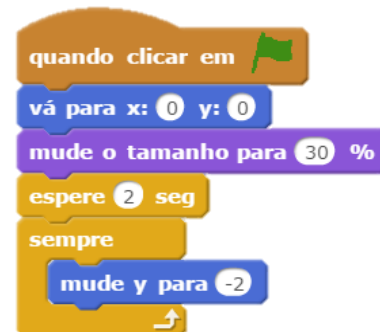 quando clicar em
vá para x: 0 y: 0
mude o tamanho para 30 %
espere 2 seg
sempre
mude y para -2